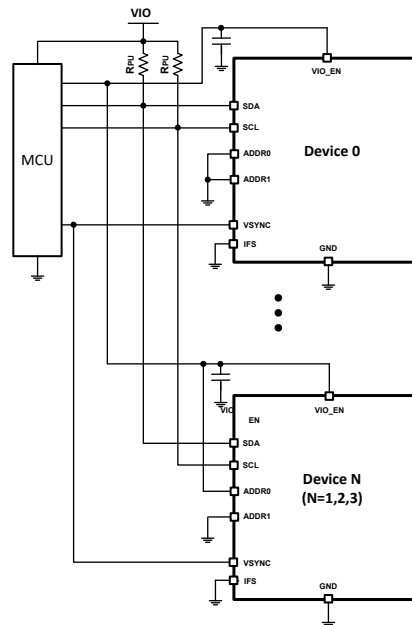 VIO
RPU
RPU
VIO_EN
MCU
SDA
SCL
ADDR0
ADDR1
Device 0
VSYNC
IFS
GND
VIO
VIO_EN
EN
SDA
SCL
ADDR0
ADDR1
Device N
(N=1,2,3)
VSYNC
IFS
GND